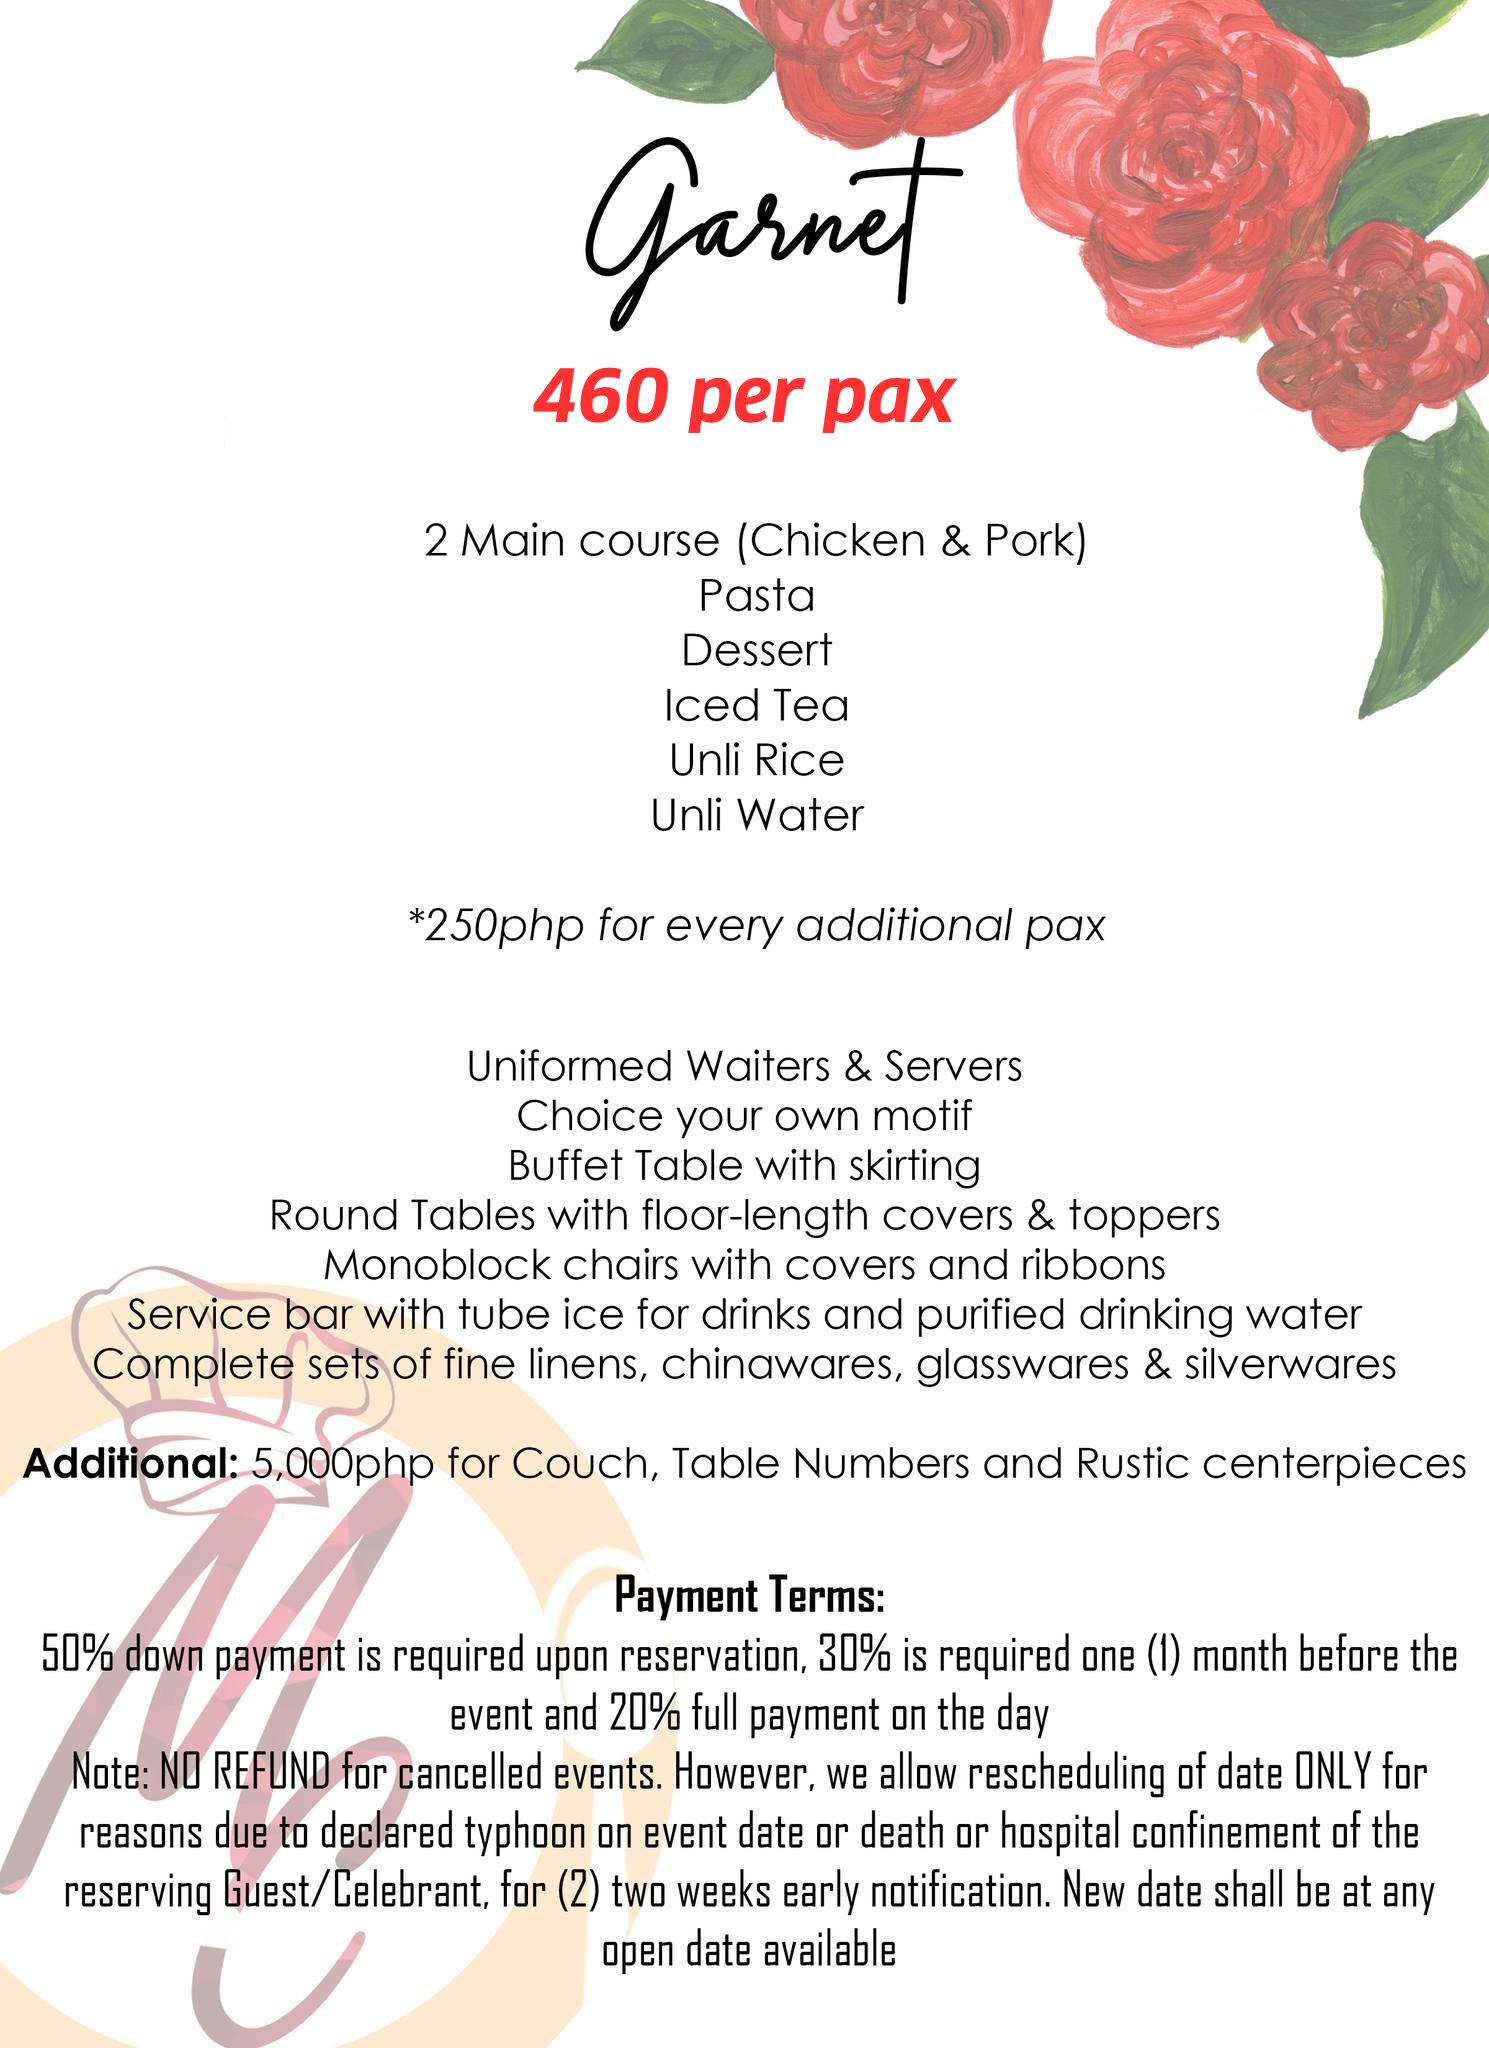 Garnet
460 per pax
2 Main course (Chicken & Pork)
Pasta
Dessert
Iced Tea
Unli Rice
Unli Water
*250php for every additional pax
Uniformed Waiters & Servers
Choice your own motif
Buffet Table with skirting
Round Tables with floor-length covers & toppers
Monoblock chairs with covers and ribbons
Service bar with tube ice for drinks and purified drinking water
Complete sets of fine linens, chinawares, glasswares & silverwares
Additional: 5,000php for Couch, Table Numbers and Rustic centerpieces
Payment Terms:
50% down payment is required upon reservation, 30% is required one (1) month before the
event and 20% full payment on the day
Note: NO REFUND for cancelled events. However, we allow rescheduling of date ONLY for
reasons due to declared typhoon on event date or death or hospital confinement of the
reserving Guest/Celebrant, for (2) two weeks early notification. New date shall be at any
open date available